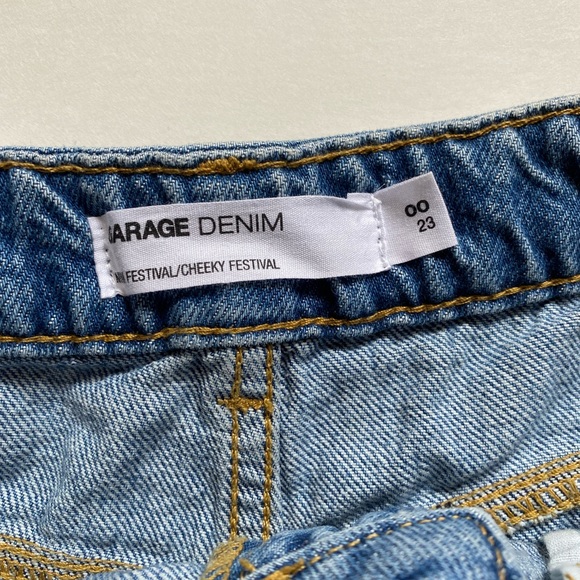 GARAGE DENIM
FESTIVAL/CHEEKY FESTIVAL
00
23